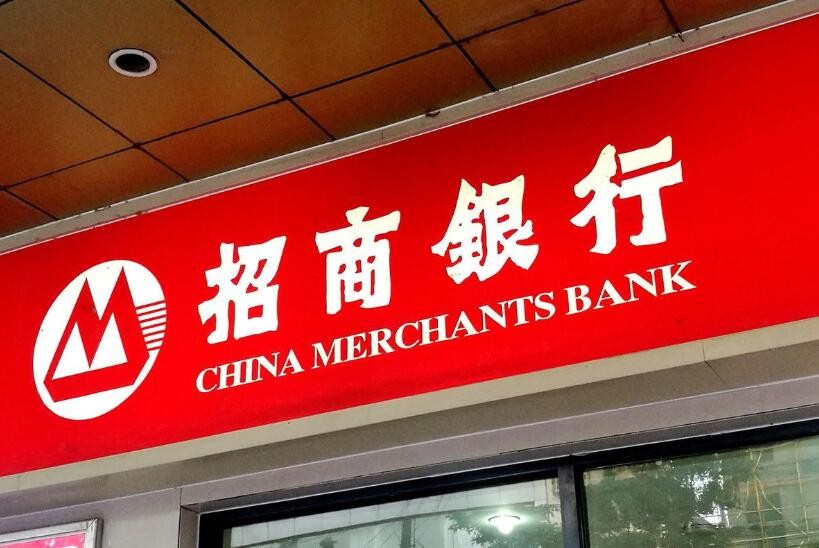 招商銀行
CHINA MERCHANTS BANK